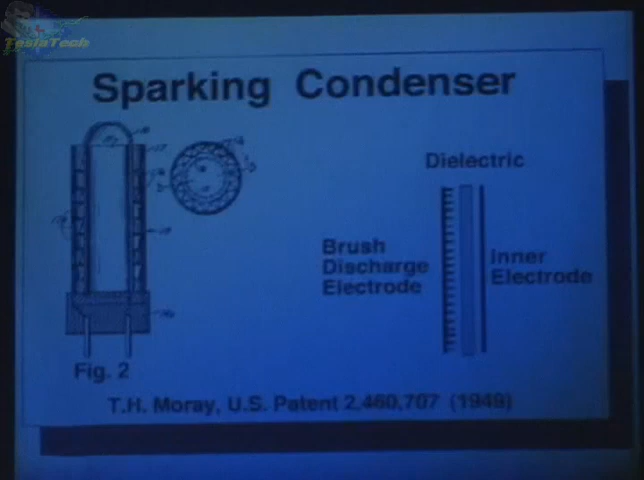 TeslaTech
Sparking Condenser
Dielectric
Brush
Discharge
Electrode
Inner
Electrode
Fig. 2
T.H. Moray, U.S. Patent 2,460,707 (1949)